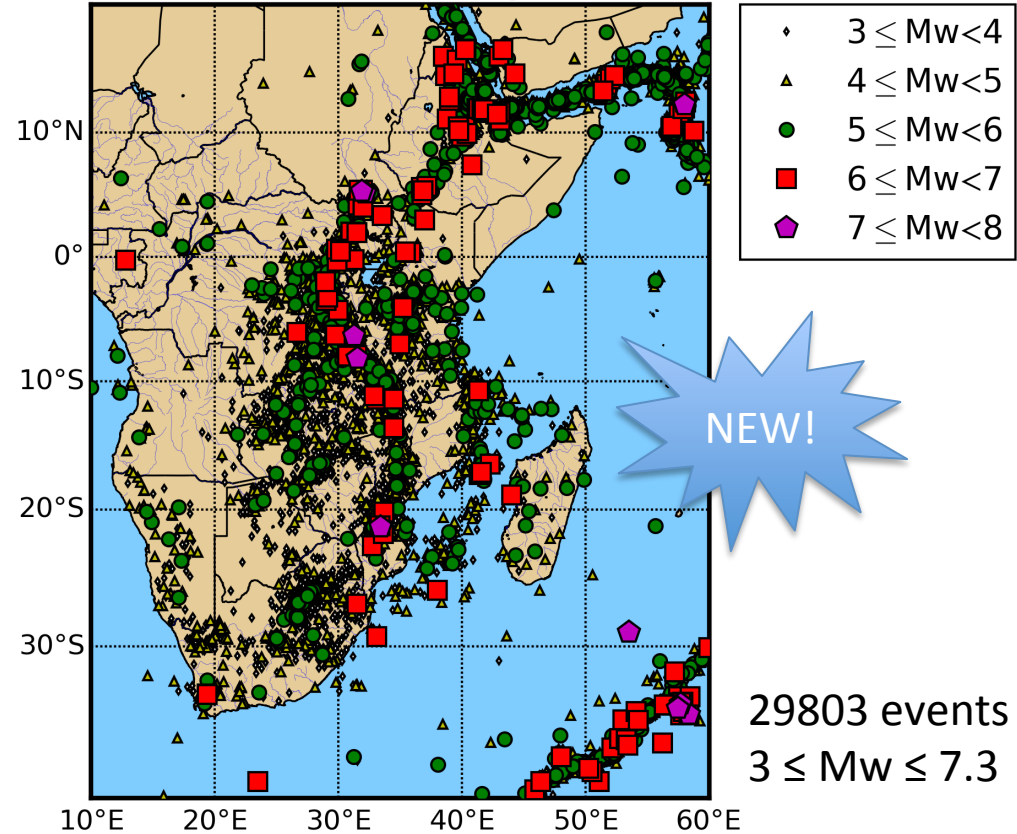 3 ≤ Mw<4
4 ≤ Mw<5
5 ≤ Mw<6
6 ≤ Mw<7
7 ≤ Mw<8
10°N
0°
10°S
20°S
30°S
10°E 20°E 30°E 40°E 50°E 60°E
NEW!
29803 events
3 ≤ Mw ≤ 7.3